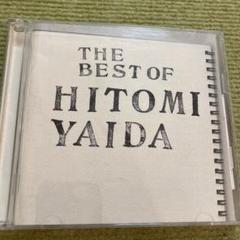 THE
BEST OF
HITOMI
YAIDA